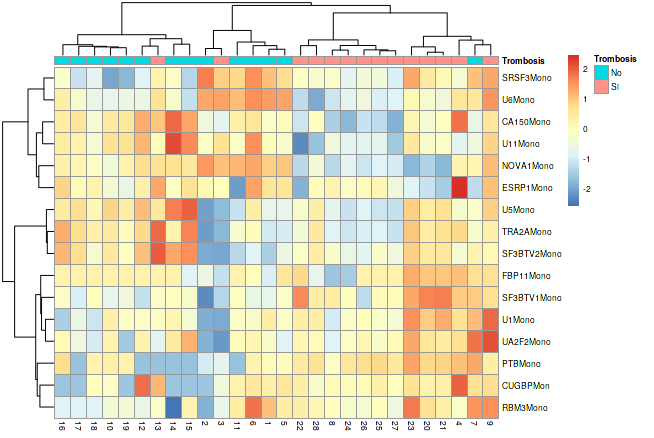 Trombosis
SRSF3Mono
U6Mono
CA150Mono
U11Mono
NOVA1Mono
ESRP1Mono
U5Mono
TRA2AMono
SF3BTV2Mono
FBP11Mono
SF3BTV1Mono
U1Mono
UA2F2Mono
PTBMono
CUGBPMon
RBM3Mono
16 17 18 10 19 12 13 14 15 2 3 11 6 1 5 22 28 8 24 26 25 27 23 20 21 4 7 9
2
1
0
-1
-2
Trombosis
No
SI